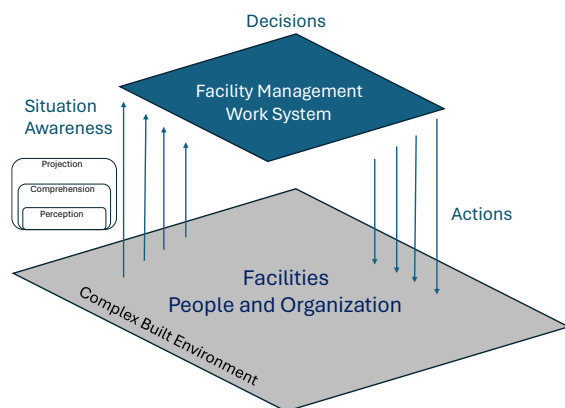 Decisions
Facility Management
Work System
Situation
Awareness
Projection
Comprehension
Perception
Actions
Facilities
People and Organization
Complex Built Environment